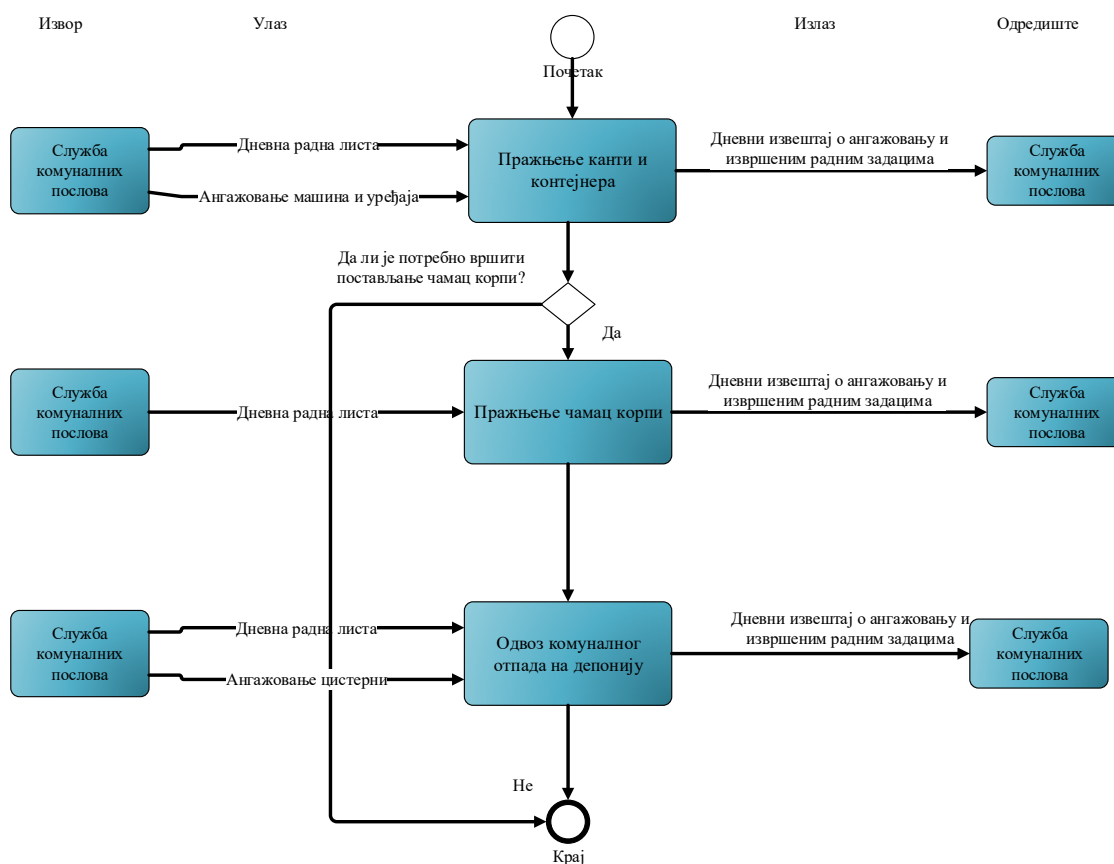 Извор
Улаз
Излаз
Одредиште
Почетак
Служба
комуналних
послова
Дневна радна листа
Ангажовање машина и уређаја
Пражњење канти и
контејнера
Дневни извештај о ангажовању и
извршеним радним задацима
Служба
комуналних
послова
Да ли је потребно вршити
постављање чамац корпи?
Да
Служба
комуналних
послова
Дневна радна листа
Пражњење чамац корпи
Дневни извештај о ангажовању и
извршеним радним задацима
Служба
комуналних
послова
Служба
комуналних
послова
Дневна радна листа
Ангажовање цистерни
Одвоз комуналног
отпада на депонију
Дневни извештај о ангажовању и
извршеним радним задацима
Служба
комуналних
послова
Не
Крај